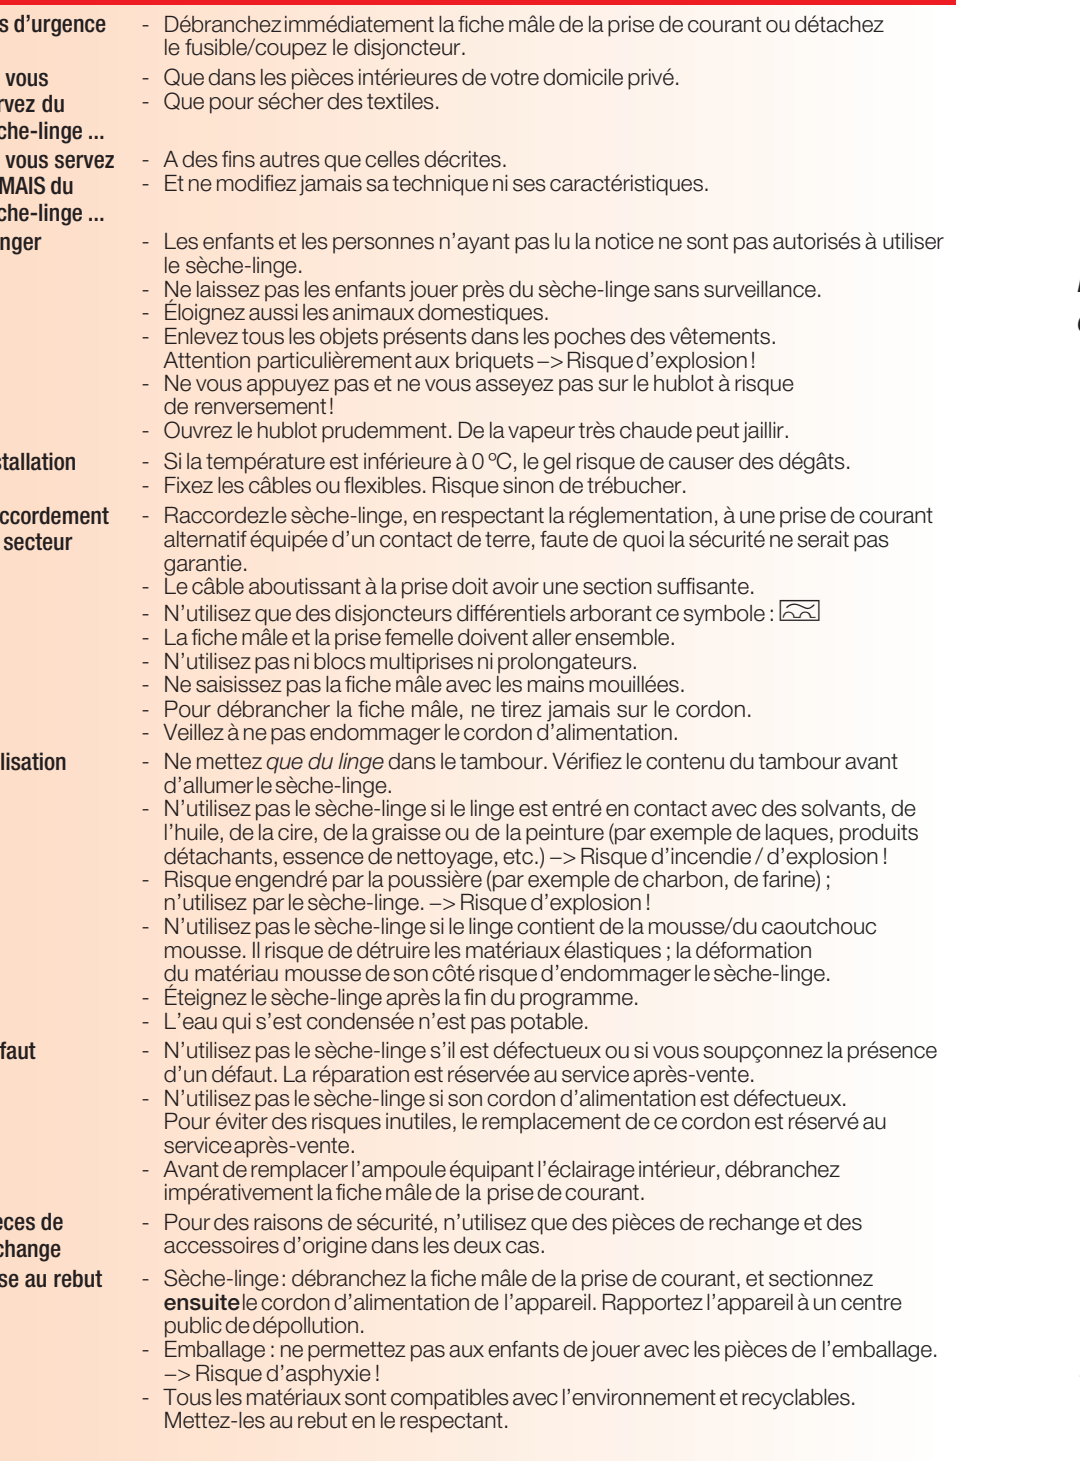 s d’urgence - Débranchez immédiatement la fiche mâle de la prise de courant ou détachez
le fusible/coupez le disjoncteur.
vous - Que dans les pièces intérieures de votre domicile privé.
rvez du - Que pour sécher des textiles.
che-linge ...
vous servez - A des fins autres que celles décrites.
MAIS du - Et ne modifiez jamais sa technique ni ses caractéristiques.
che-linge ...
nger - Les enfants et les personnes n’ayant pas lu la notice ne sont pas autorisés à utiliser
le sèche-linge.
- Ne laissez pas les enfants jouer près du sèche-linge sans surveillance.
- Éloignez aussi les animaux domestiques.
- Enlevez tous les objets présents dans les poches des vêtements.
Attention particulièrement aux briquets –> Risque d’explosion !
- Ne vous appuyez pas et ne vous asseyez pas sur le hublot à risque
de renversement !
- Ouvrez le hublot prudemment. De la vapeur très chaude peut jaillir.
stallation - Si la température est inférieure à 0 ºC, le gel risque de causer des dégâts.
- Fixez les câbles ou flexibles. Risque sinon de trébucher.
ccordement - Raccordez le sèche-linge, en respectant la réglementation, à une prise de courant
secteur alternatif équipée d’un contact de terre, faute de quoi la sécurité ne serait pas
garantie.
- Le câble aboutissant à la prise doit avoir une section suffisante.
- N’utilisez que des disjoncteurs différentiels arborant ce symbole :
- La fiche mâle et la prise femelle doivent aller ensemble.
- N’utilisez pas ni blocs multiprises ni prolongateurs.
- Ne saisissez pas la fiche mâle avec les mains mouillées.
- Pour débrancher la fiche mâle, ne tirez jamais sur le cordon.
- Veillez à ne pas endommager le cordon d’alimentation.
lisation - Ne mettez que du linge dans le tambour. Vérifiez le contenu du tambour avant
d’allumer le sèche-linge.
- N’utilisez pas le sèche-linge si le linge est entré en contact avec des solvants, de
l’huile, de la cire, de la graisse ou de la peinture (par exemple de laques, produits
détachants, essence de nettoyage, etc.) –> Risque d’incendie / d’explosion !
- Risque engendré par la poussière (par exemple de charbon, de farine) ;
n’utilisez par le sèche-linge. –> Risque d’explosion !
- N’utilisez pas le sèche-linge si le linge contient de la mousse/du caoutchouc
mousse. Il risque de détruire les matériaux élastiques ; la déformation
du matériau mousse de son côté risque d’endommager le sèche-linge.
- Éteignez le sèche-linge après la fin du programme.
- L’eau qui s’est condensée n’est pas potable.
faut - N’utilisez pas le sèche-linge s’il est défectueux ou si vous soupçonnez la présence
d’un défaut. La réparation est réservée au service après-vente.
- N’utilisez pas le sèche-linge si son cordon d’alimentation est défectueux.
Pour éviter des risques inutiles, le remplacement de ce cordon est réservé au
service après-vente.
- Avant de remplacer l’ampoule équipant l’éclairage intérieur, débranchez
impérativement la fiche mâle de la prise de courant.
èces de - Pour des raisons de sécurité, n’utilisez que des pièces de rechange et des
change accessoires d’origine dans les deux cas.
se au rebut - Sèche-linge : débranchez la fiche mâle de la prise de courant, et sectionnez
ensuite le cordon d’alimentation de l’appareil. Rapportez l’appareil à un centre
public de dépollution.
- Emballage : ne permettez pas aux enfants de jouer avec les pièces de l’emballage.
–> Risque d’asphyxie !
- Tous les matériaux sont compatibles avec l’environnement et recyclables.
Mettez-les au rebut en le respectant.